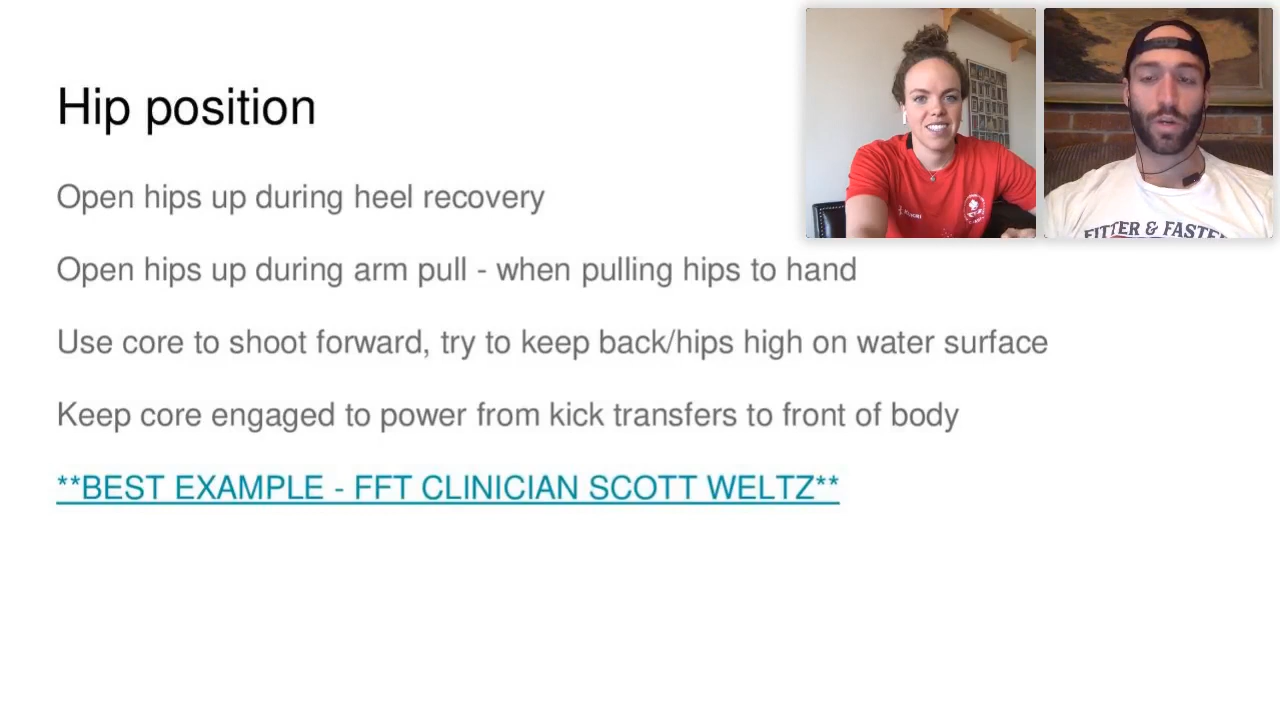 Hip position
Open hips up during heel recovery
Open hips up during arm pull - when pulling hips to hand
Use core to shoot forward, try to keep back/hips high on water surface
Keep core engaged to power from kick transfers to front of body
**BEST EXAMPLE - FFT CLINICIAN SCOTT WELTZ**
FITTER & FASTE